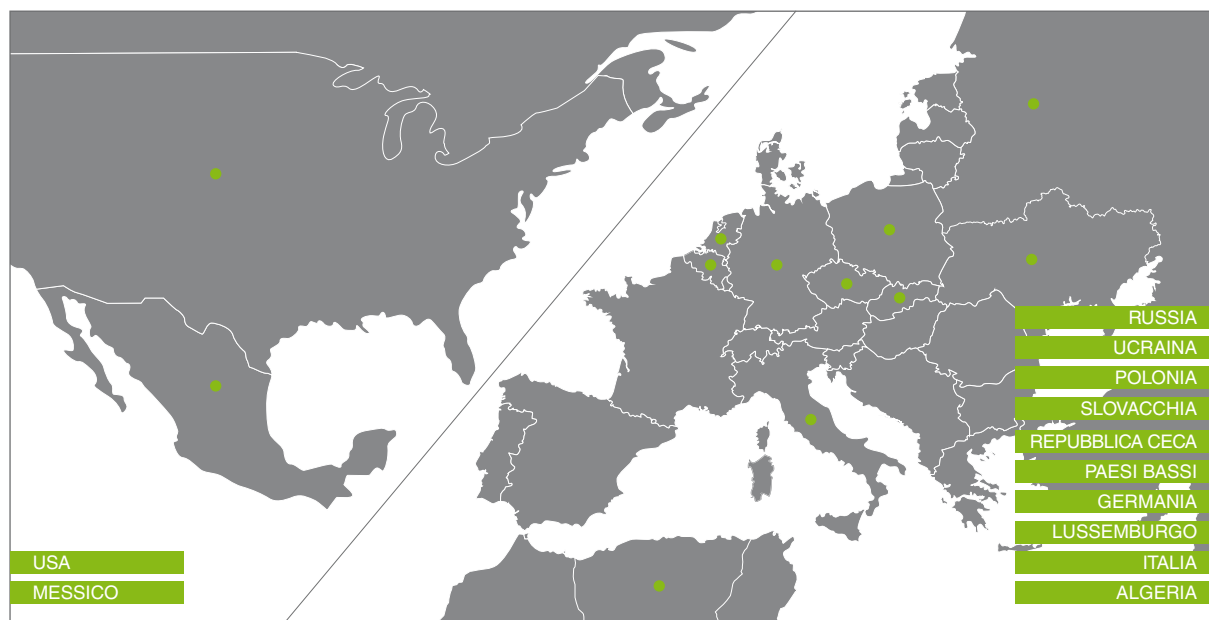 RUSSIA
UCRAINA
POLONIA
SLOVACCHIA
REPUBBLICA CECA
PAESI BASSI
GERMANIA
LUSSEMBURGO
ITALIA
ALGERIA
USA
MESSICO